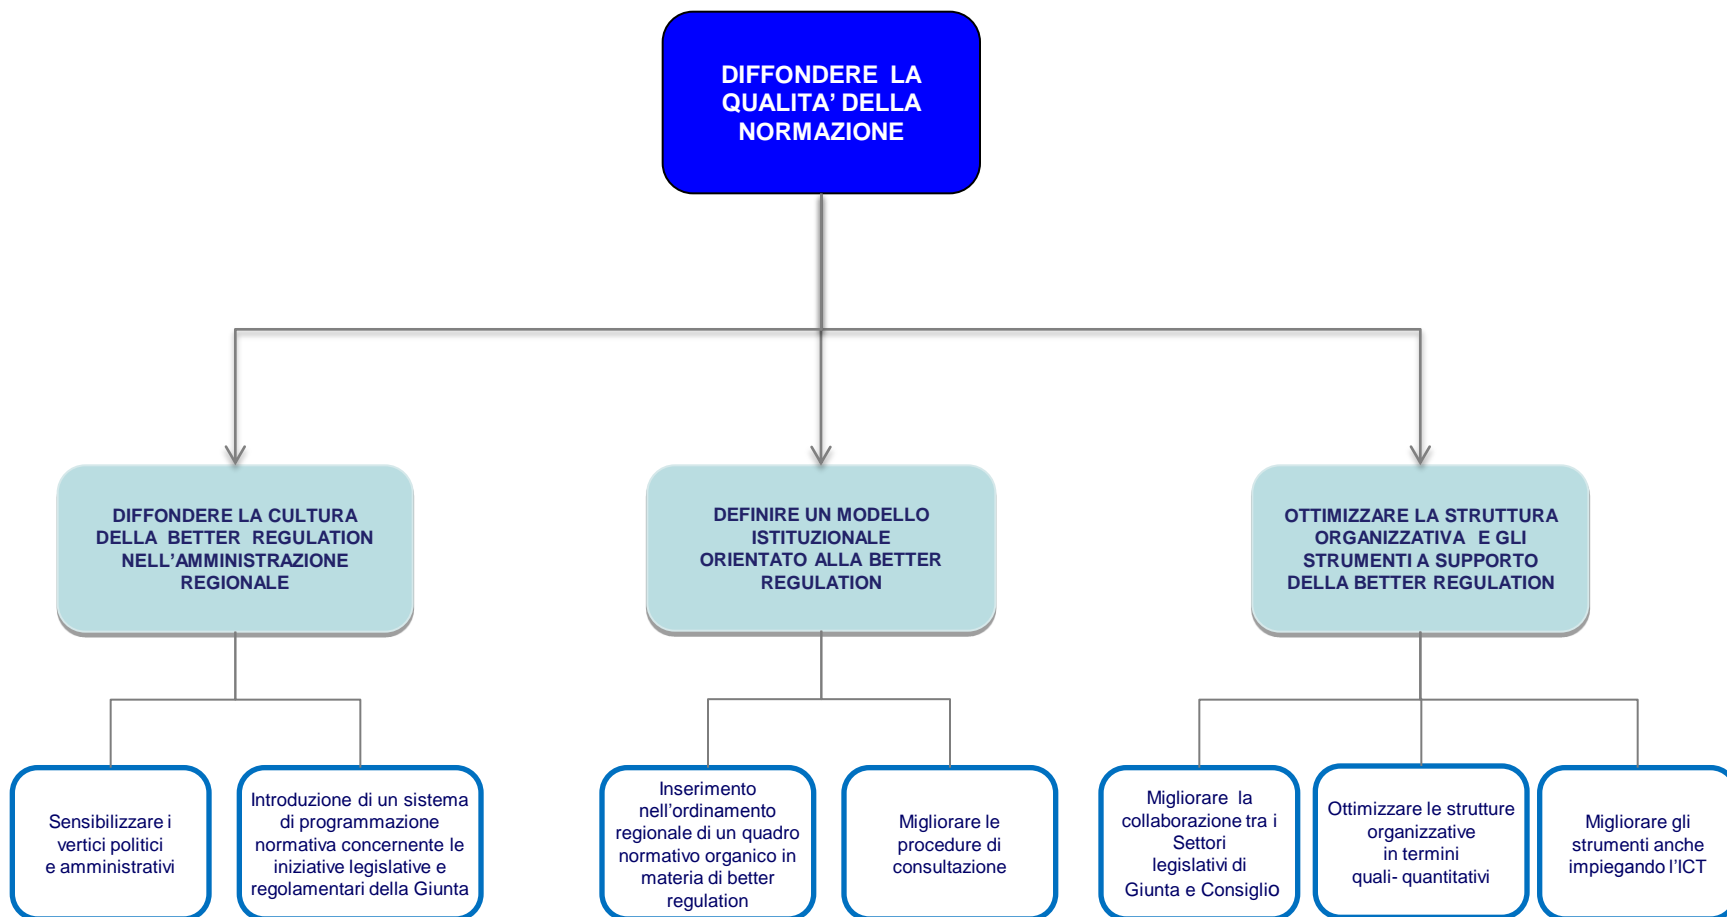 DIFFONDERE LA
QUALITA’ DELLA
NORMAZIONE
DIFFONDERE LA CULTURA
DELLA BETTER REGULATION
NELL’AMMINISTRAZIONE
REGIONALE
DEFINIRE UN MODELLO
ISTITUZIONALE
ORIENTATO ALLA BETTER
REGULATION
OTTIMIZZARE LA STRUTTURA
ORGANIZZATIVA E GLI
STRUMENTI A SUPPORTO
DELLA BETTER REGULATION
Sensibilizzare i
vertici politici
e amministrativi
Introduzione di un sistema
di programmazione
normativa concernente le
iniziative legislative e
regolamentari della Giunta
Inserimento
nell’ordinamento
regionale di un quadro
normativo organico in
materia di better
regulation
Migliorare le
procedure di
consultazione
Migliorare la
collaborazione tra i
Settori
legislativi di
Giunta e Consiglio
Ottimizzare le strutture
organizzative
in termini
quali- quantitativi
Migliorare gli
strumenti anche
impiegando l’ICT